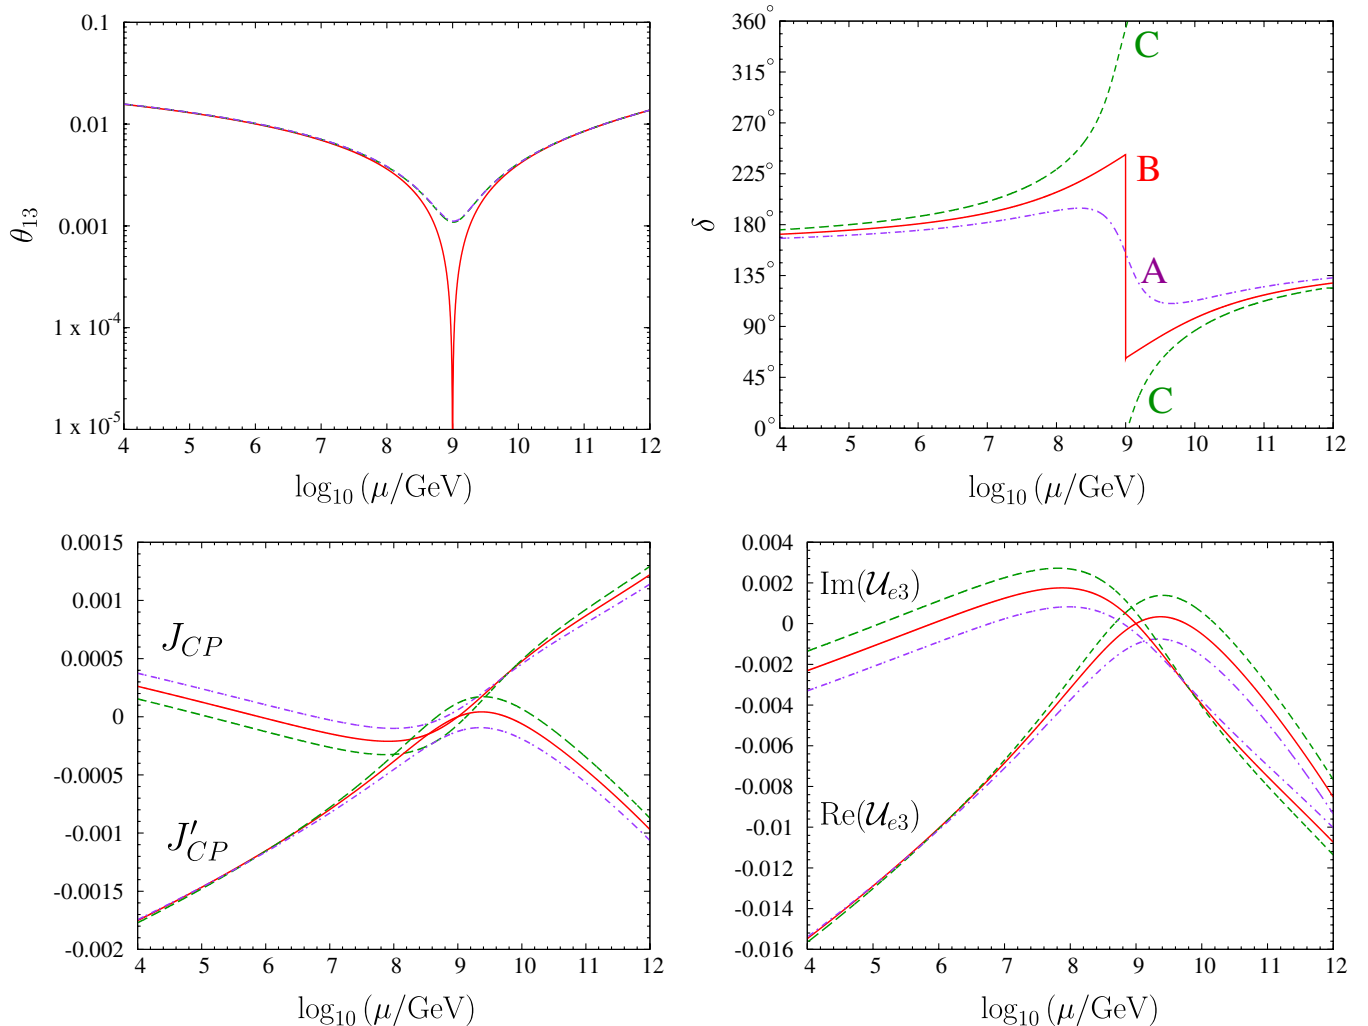 0.1
0.01
0.001
1 x 10⁻⁴
1 x 10⁻⁵
θ₁₃
4 5 6 7 8 9 10 11 12
log₁₀ (μ/GeV)
360°
315°
270°
225°
180°
135°
90°
45°
0°
δ
C
B
A
C
4 5 6 7 8 9 10 11 12
log₁₀ (μ/GeV)
0.0015
0.001
0.0005
0
-0.0005
-0.001
-0.0015
-0.002
J_CP
J′_CP
4 5 6 7 8 9 10 11 12
log₁₀ (μ/GeV)
0.004
0.002
0
-0.002
-0.004
-0.006
-0.008
-0.01
-0.012
-0.014
-0.016
Im(𝒰_e3)
Re(𝒰_e3)
4 5 6 7 8 9 10 11 12
log₁₀ (μ/GeV)